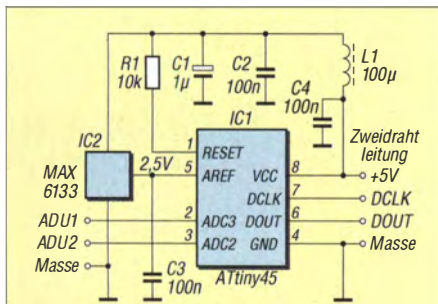 R1
10k
C1
1µ
C2
100n
L1
100µ
C4
100n
IC2
IC1
MAX
6133
2,5V
1
RESET
5
AREF
VCC
8
Zweidraht
leitung
+5V
DCLK
7
DCLK
ADU1
2
ADC3
DOUT
6
DOUT
ADU2
3
ADC2
GND
4
Masse
Masse
C3
100n
ATtiny45